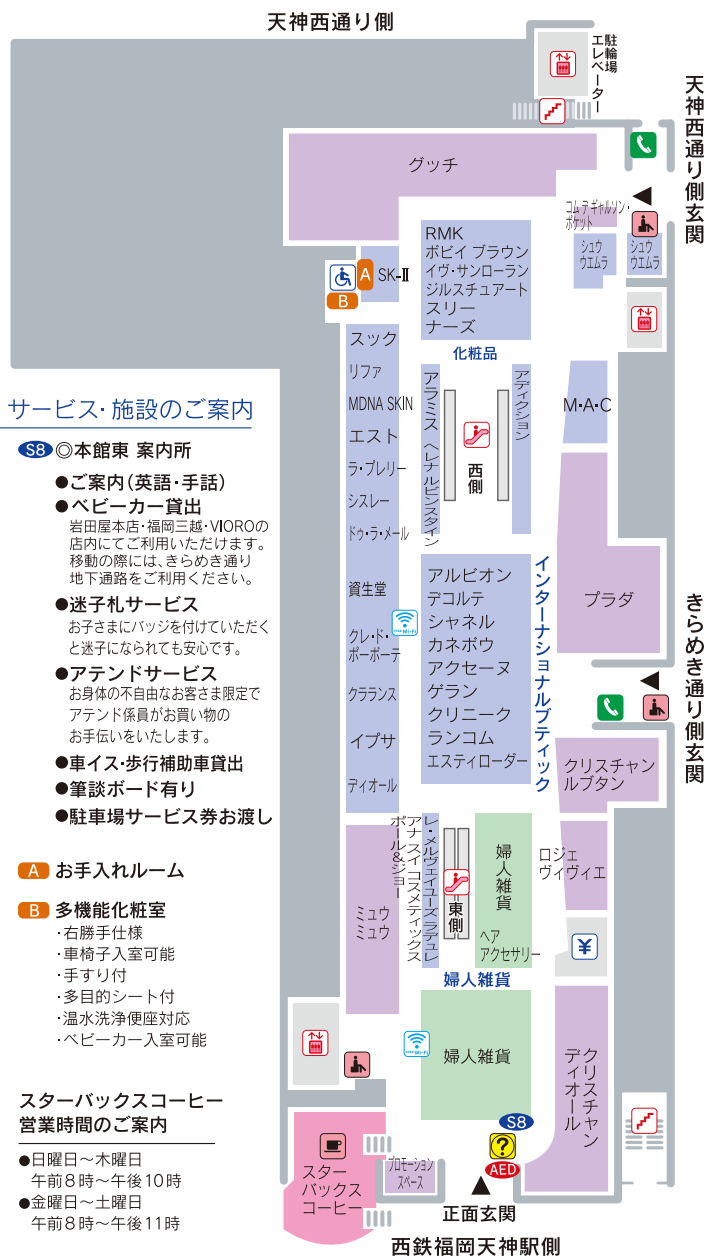 天神西通り側
駐輪場
エレベーター
天神西通り側玄関
グッチ
コム デ ギャルソン・
ポケット
シュウ
ウエムラ
シュウ
ウエムラ
A
SK-II
B
RMK
ボビイ ブラウン
イヴ・サンローラン
ジルスチュアート
スリー
ナーズ
化粧品
スック
リファ
MDNA SKIN
エスト
ラ・プレリー
シスレー
ドゥ・ラ・メール
資生堂
クレ・ド・
ポーボーテ
クラランス
イプサ
ディオール
アラミス ヘレナルビンスタイン
西側
アディクション
M・A・C
インターナショナルブティック
プラダ
アルビオン
デコルテ
シャネル
カネボウ
アクセーヌ
ゲラン
クリニーク
ランコム
エスティローダー
きらめき通り側玄関
クリスチャン
ルブタン
レ・メルヴェイユーズ ラデュレ
アナスイ コスメティックス
ポール&ジョー
東側
婦人雑貨
ヘア
アクセサリー
ロジェ
ヴィヴィエ
¥
ミュウ
ミュウ
婦人雑貨
婦人雑貨
クリスチャン
ディオール
S8
?
AED
スター
バックス
コーヒー
プロモーション
スペース
正面玄関
西鉄福岡天神駅側
サービス・施設のご案内
S8 ◎本館東 案内所
●ご案内(英語・手話)
●ベビーカー貸出
岩田屋本店・福岡三越・VIOROの
店内にてご利用いただけます。
移動の際には、きらめき通り
地下通路をご利用ください。
●迷子札サービス
お子さまにバッジを付けていただく
と迷子になられても安心です。
●アテンドサービス
お身体の不自由なお客さま限定で
アテンド係員がお買い物の
お手伝いをいたします。
●車イス・歩行補助車貸出
●筆談ボード有り
●駐車場サービス券お渡し
A お手入れルーム
B 多機能化粧室
・右勝手仕様
・車椅子入室可能
・手すり付
・多目的シート付
・温水洗浄便座対応
・ベビーカー入室可能
スターバックスコーヒー
営業時間のご案内
●日曜日〜木曜日
午前8時〜午後10時
●金曜日〜土曜日
午前8時〜午後11時